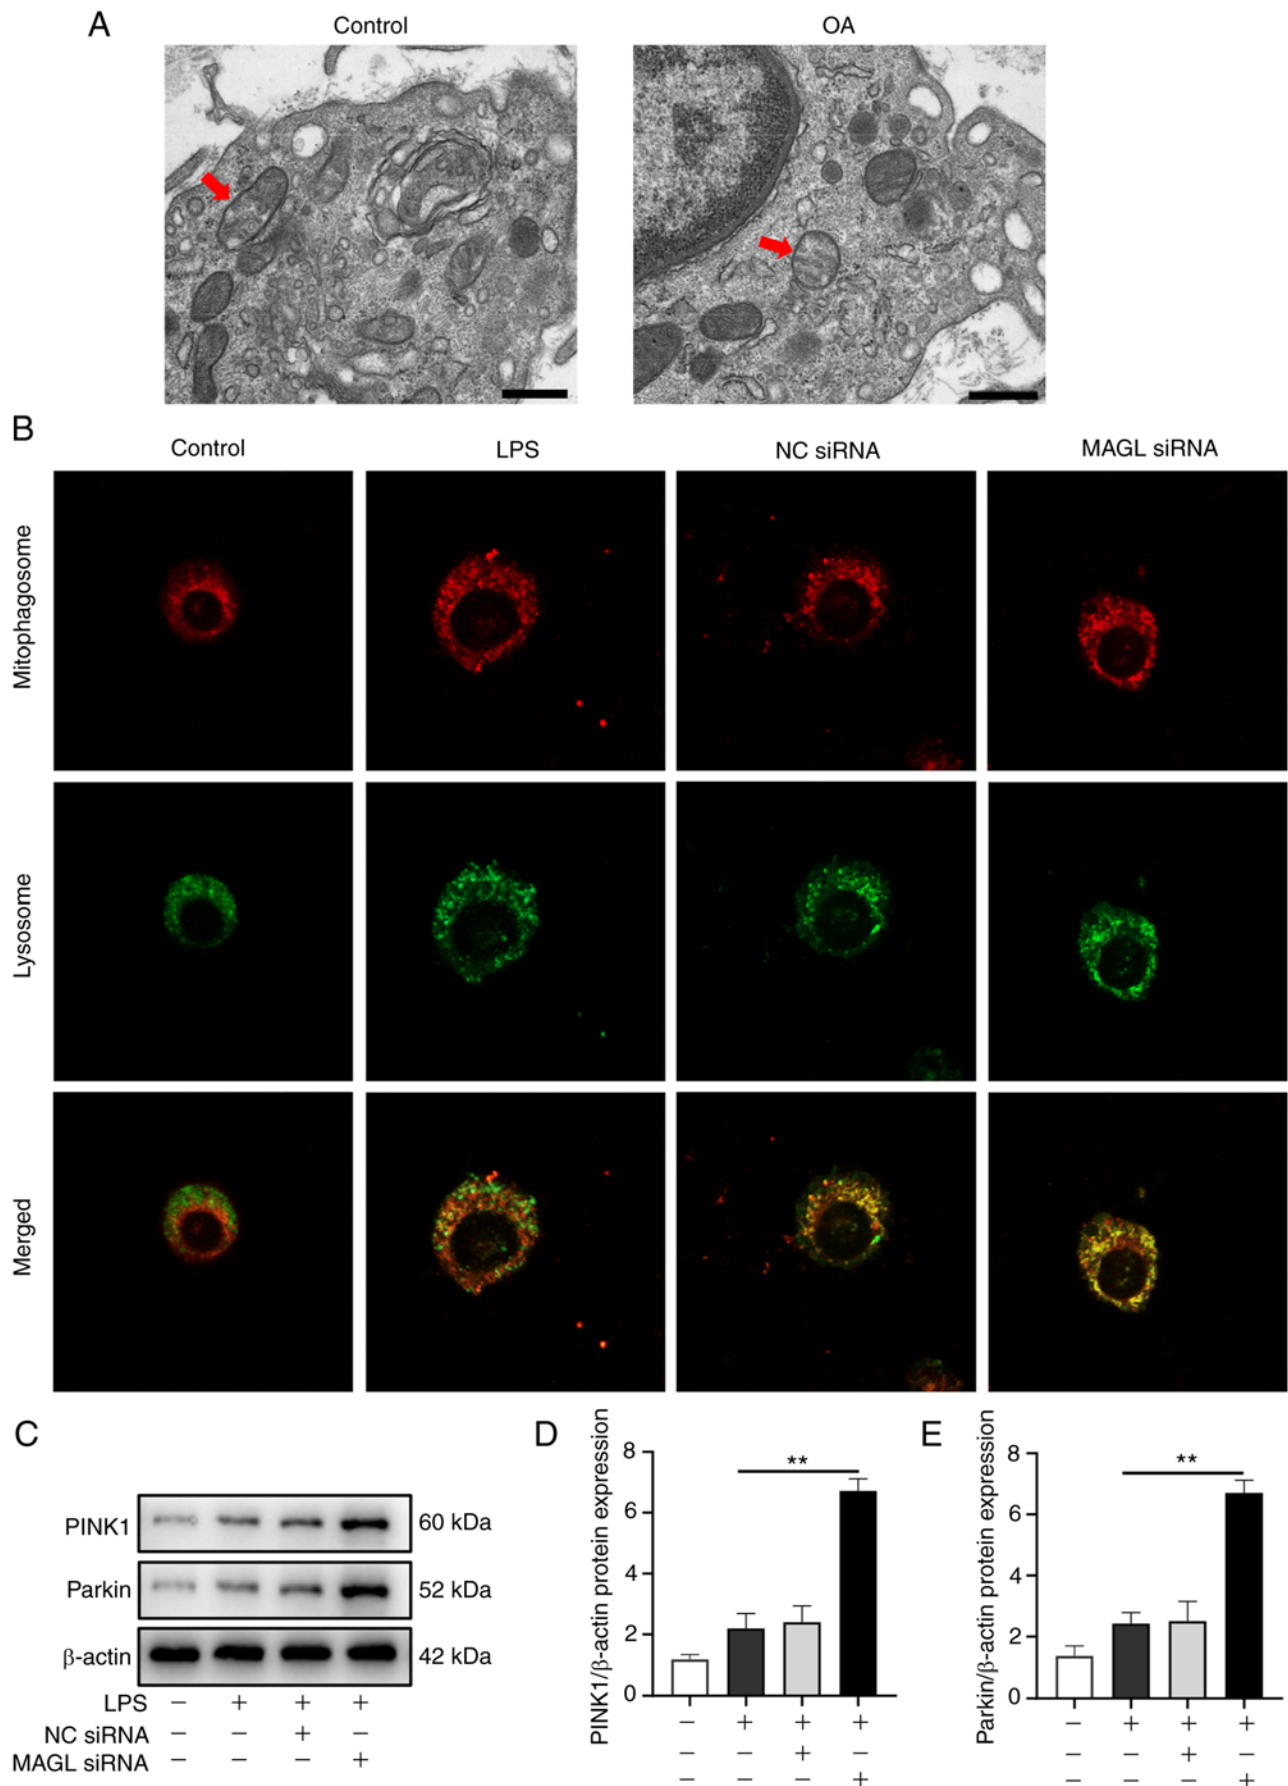 A
Control
OA
B
Control
LPS
NC siRNA
MAGL siRNA
Mitophagosome
Lysosome
Merged
C
PINK1
60 kDa
Parkin
52 kDa
β-actin
42 kDa
LPS − + + +
NC siRNA − − + −
MAGL siRNA − − − +
D
PINK1/β-actin protein expression
8
6
4
2
0
**
− + + +
− − + −
− − − +
E
Parkin/β-actin protein expression
8
6
4
2
0
**
− + + +
− − + −
− − − +